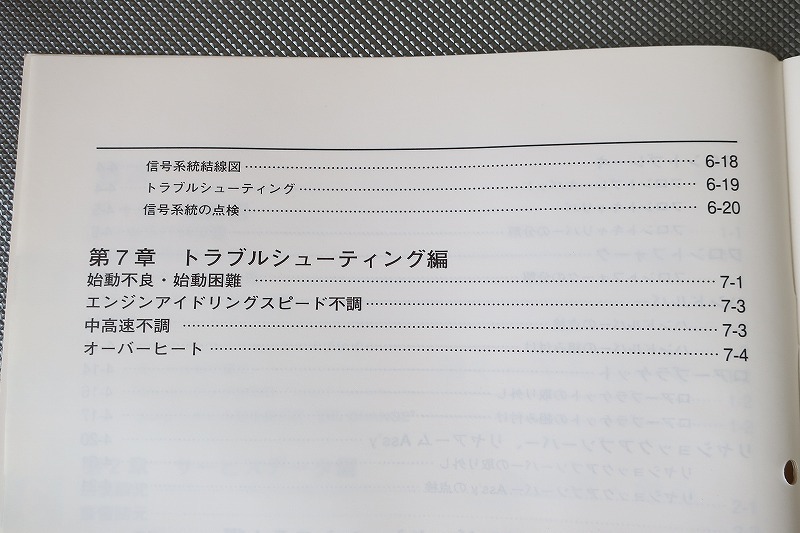 信号系統結線図 6-18
トラブルシューティング 6-19
信号系統の点検 6-20
第7章 トラブルシューティング編
始動不良・始動困難 7-1
エンジンアイドリングスピード不調 7-3
中高速不調 7-3
オーバーヒート 7-4